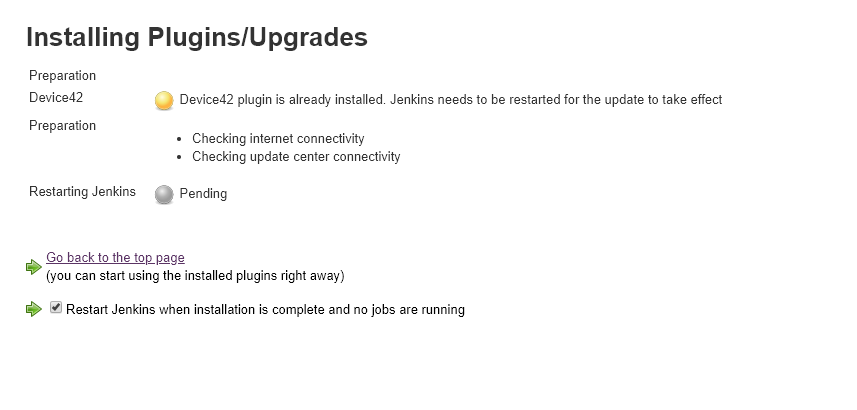 Installing Plugins/Upgrades
Preparation
Device42 Device42 plugin is already installed. Jenkins needs to be restarted for the update to take effect
Preparation
Checking internet connectivity
Checking update center connectivity
Restarting Jenkins Pending
Go back to the top page
(you can start using the installed plugins right away)
Restart Jenkins when installation is complete and no jobs are running